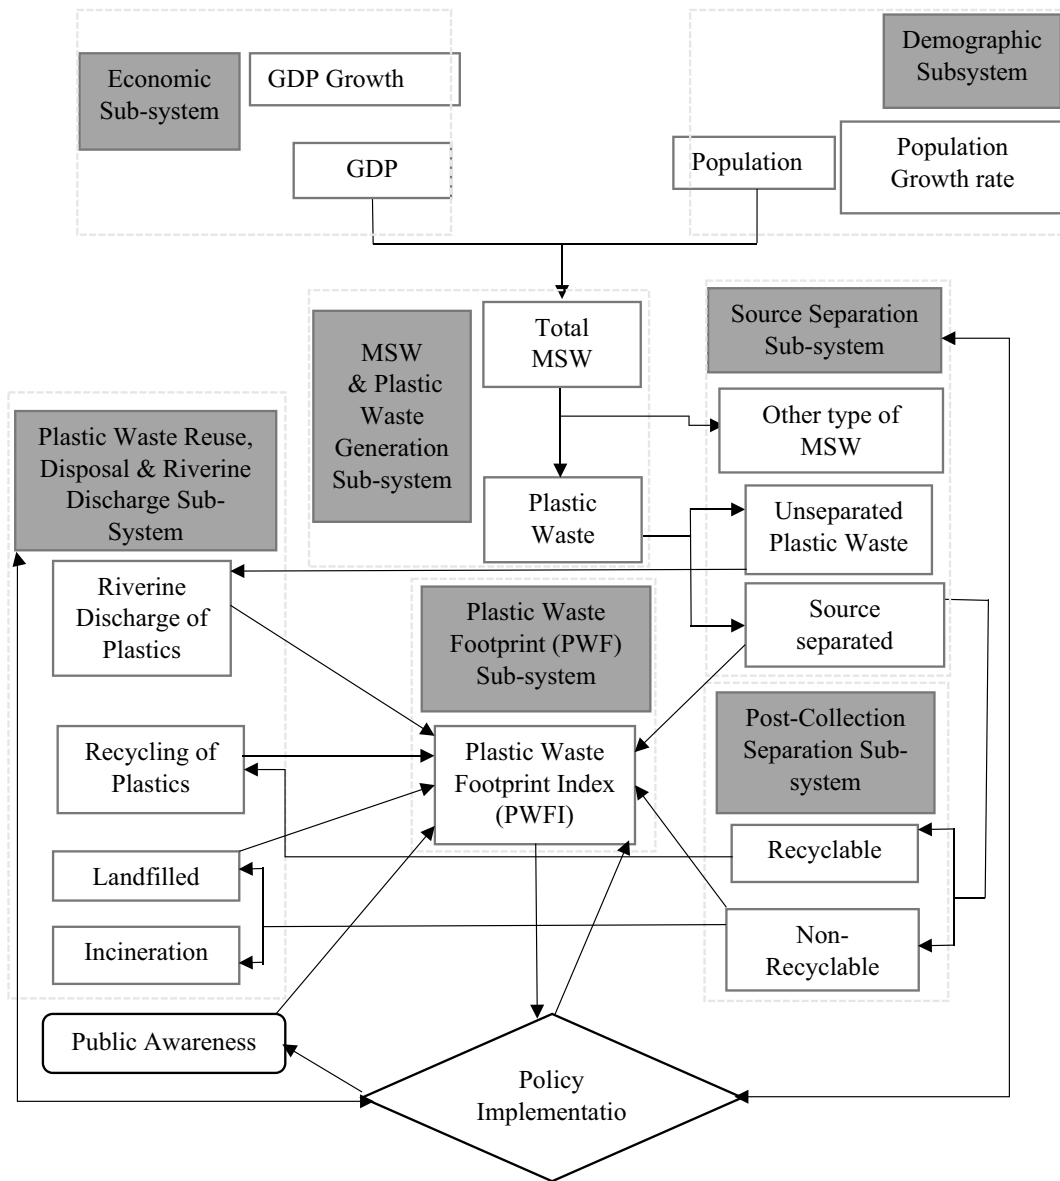 Economic
Sub-system
GDP Growth
GDP
Demographic
Subsystem
Population
Population
Growth rate
MSW
& Plastic
Waste
Generation
Sub-system
Total
MSW
Source Separation
Sub-system
Other type of
MSW
Plastic
Waste
Unseparated
Plastic Waste
Source
separated
Plastic Waste Reuse,
Disposal & Riverine
Discharge Sub-
System
Riverine
Discharge of
Plastics
Plastic Waste
Footprint (PWF)
Sub-system
Recycling of
Plastics
Plastic Waste
Footprint Index
(PWFI)
Post-Collection
Separation Sub-
system
Recyclable
Landfilled
Incineration
Non-
Recyclable
Public Awareness
Policy
Implementatio